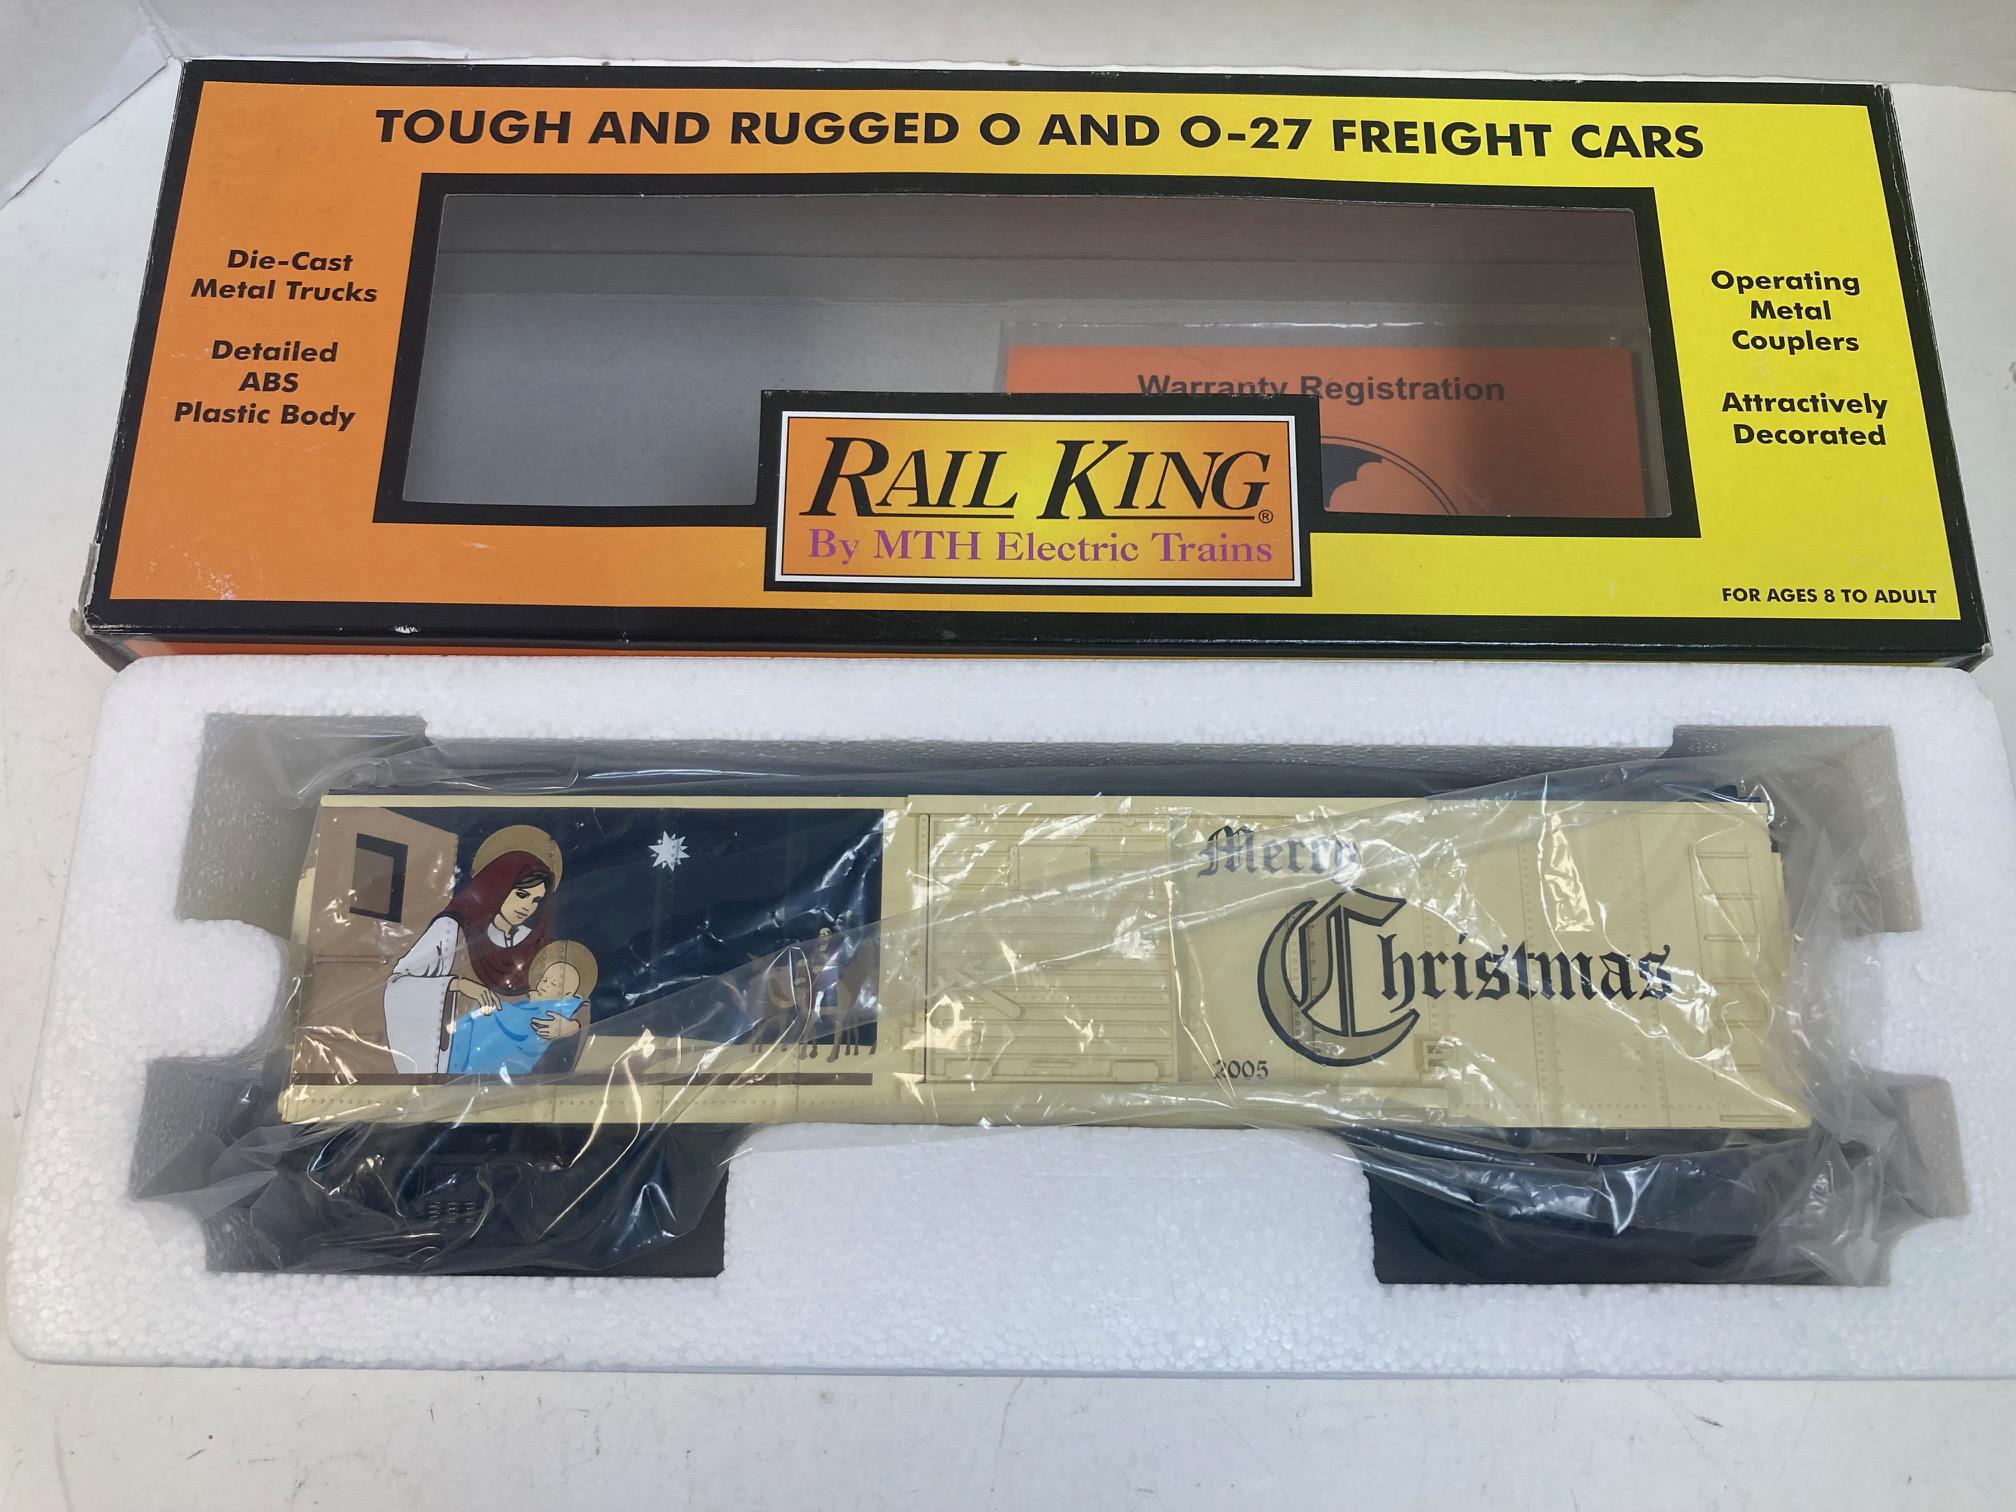 TOUGH AND RUGGED O AND O-27 FREIGHT CARS
Die-Cast
Metal Trucks
Detailed
ABS
Plastic Body
Operating
Metal
Couplers
Attractively
Decorated
Warranty Registration
RAIL KING®
By MTH Electric Trains
FOR AGES 8 TO ADULT
Merry
Christmas
2005